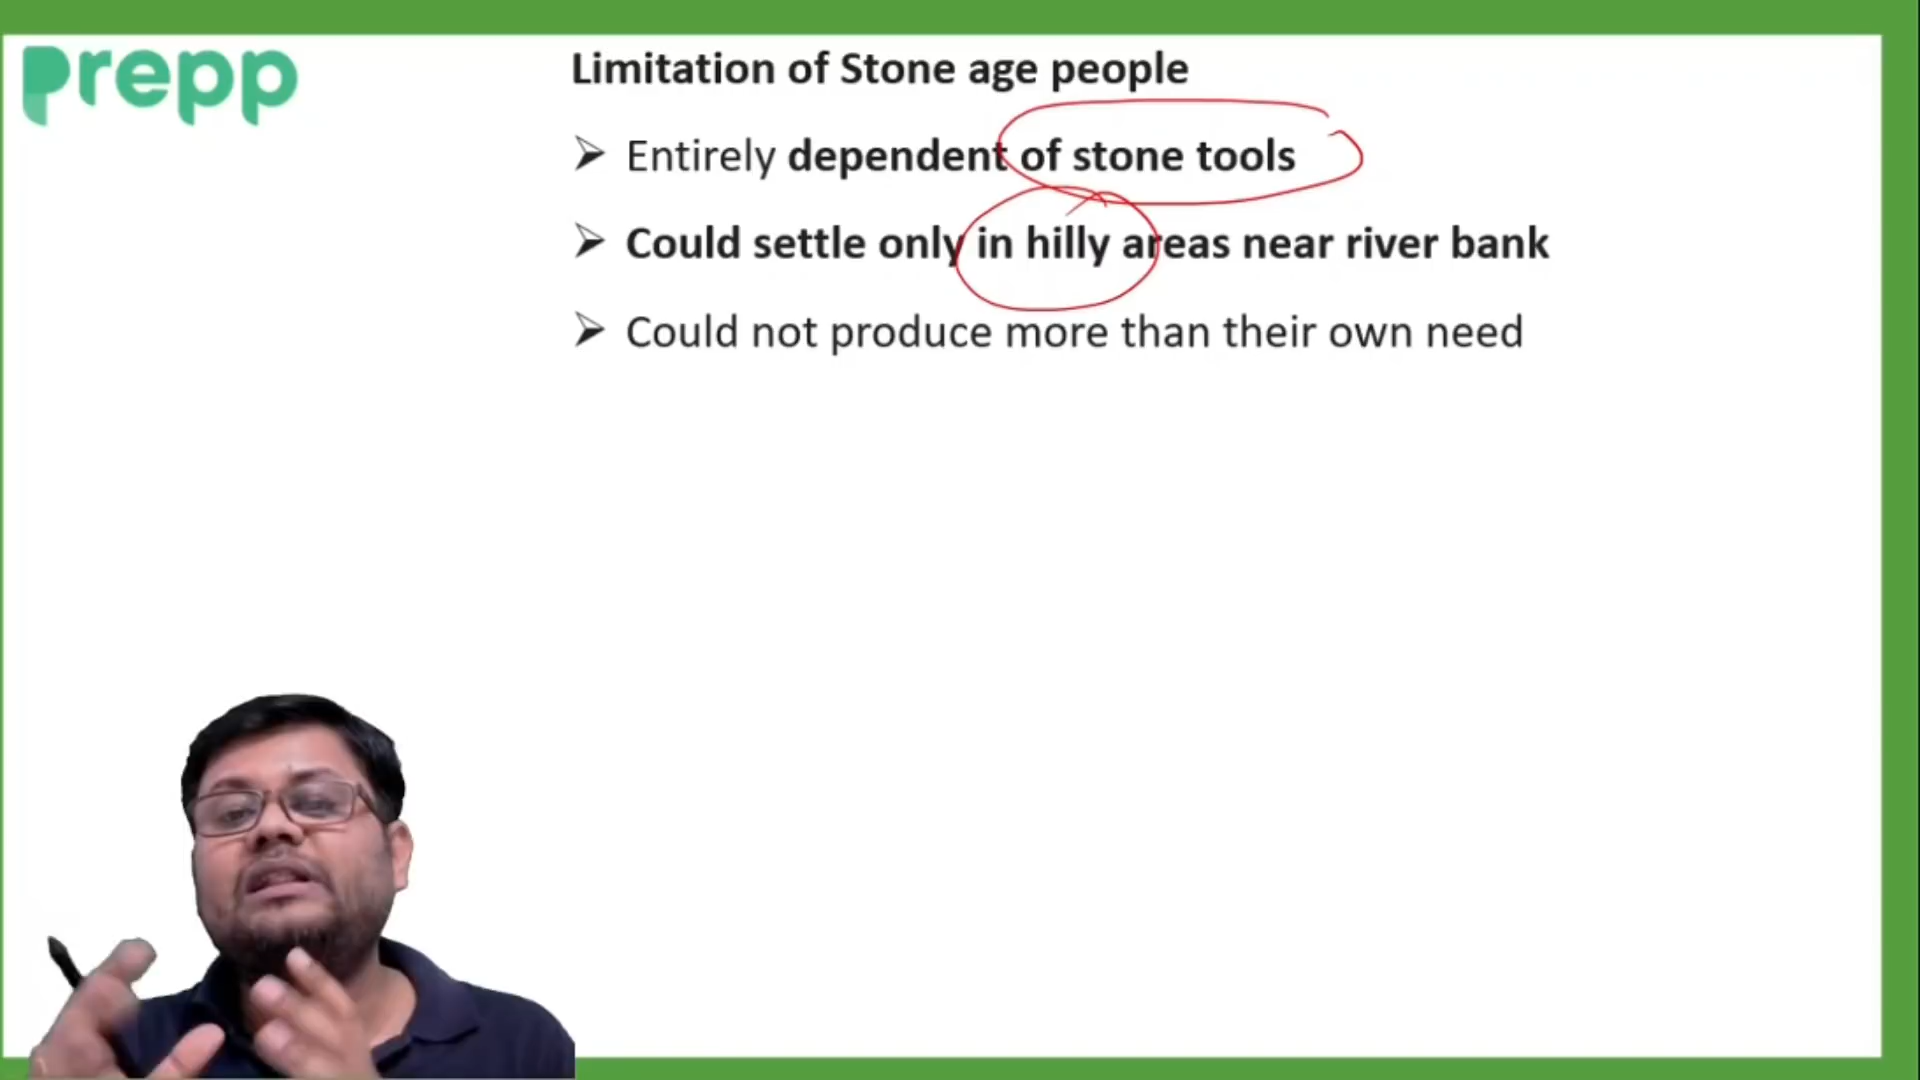 prepp
Limitation of Stone age people
➢ Entirely dependent of stone tools
➢ Could settle only in hilly areas near river bank
➢ Could not produce more than their own need